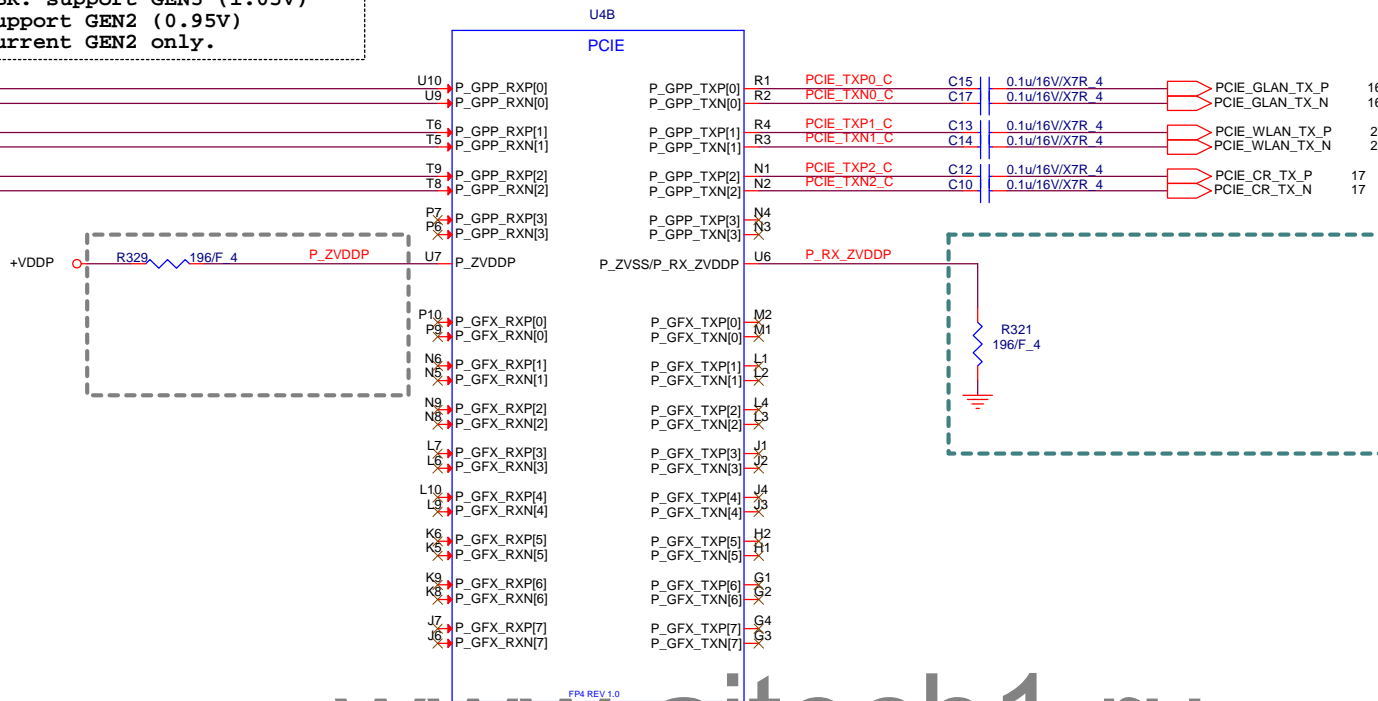 support GEN3 (1.05V)
upport GEN2 (0.95V)
urrent GEN2 only.
U4B
PCIE
U10 P_GPP_RXP[0] P_GPP_TXP[0] R1 PCIE_TXP0_C C15 0.1u/16V/X7R_4 PCIE_GLAN_TX_P 16
U9 P_GPP_RXN[0] P_GPP_TXN[0] R2 PCIE_TXN0_C C17 0.1u/16V/X7R_4 PCIE_GLAN_TX_N 16
T6 P_GPP_RXP[1] P_GPP_TXP[1] R4 PCIE_TXP1_C C13 0.1u/16V/X7R_4 PCIE_WLAN_TX_P 2
T5 P_GPP_RXN[1] P_GPP_TXN[1] R3 PCIE_TXN1_C C14 0.1u/16V/X7R_4 PCIE_WLAN_TX_N 2
T9 P_GPP_RXP[2] P_GPP_TXP[2] N1 PCIE_TXP2_C C12 0.1u/16V/X7R_4 PCIE_CR_TX_P 17
T8 P_GPP_RXN[2] P_GPP_TXN[2] N2 PCIE_TXN2_C C10 0.1u/16V/X7R_4 PCIE_CR_TX_N 17
P7 P_GPP_RXP[3] P_GPP_TXP[3] N4
P6 P_GPP_RXN[3] P_GPP_TXN[3] N3
+VDDP R329 196/F_4 P_ZVDDP U7 P_ZVDDP P_ZVSS/P_RX_ZVDDP U6 P_RX_ZVDDP
P10 P_GFX_RXP[0] P_GFX_TXP[0] M2
P9 P_GFX_RXN[0] P_GFX_TXN[0] M1
R321
196/F_4
N6 P_GFX_RXP[1] P_GFX_TXP[1] L1
N5 P_GFX_RXN[1] P_GFX_TXN[1] L2
N9 P_GFX_RXP[2] P_GFX_TXP[2] L4
N8 P_GFX_RXN[2] P_GFX_TXN[2] L3
L7 P_GFX_RXP[3] P_GFX_TXP[3] J1
L6 P_GFX_RXN[3] P_GFX_TXN[3] J2
L10 P_GFX_RXP[4] P_GFX_TXP[4] J4
L9 P_GFX_RXN[4] P_GFX_TXN[4] J3
K6 P_GFX_RXP[5] P_GFX_TXP[5] H2
K5 P_GFX_RXN[5] P_GFX_TXN[5] H1
K9 P_GFX_RXP[6] P_GFX_TXP[6] G1
K8 P_GFX_RXN[6] P_GFX_TXN[6] G2
J7 P_GFX_RXP[7] P_GFX_TXP[7] G4
J6 P_GFX_RXN[7] P_GFX_TXN[7] G3
FP4 REV 1.0